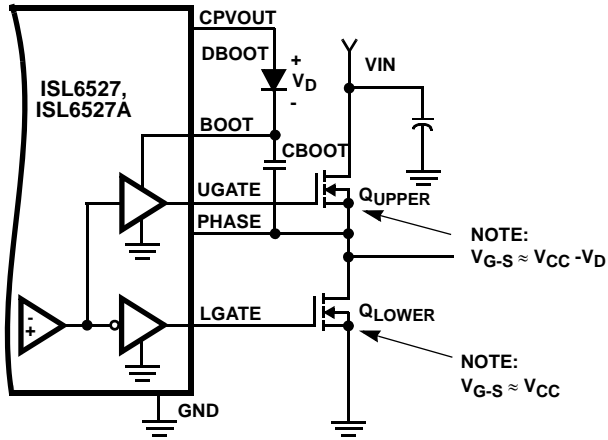 CPVOUT
DBOOT
+
VD
-
VIN
ISL6527,
ISL6527A
BOOT
CBOOT
UGATE
QUPPER
PHASE
NOTE:
VG-S ≈ VCC -VD
-
+
LGATE
QLOWER
NOTE:
VG-S ≈ VCC
GND